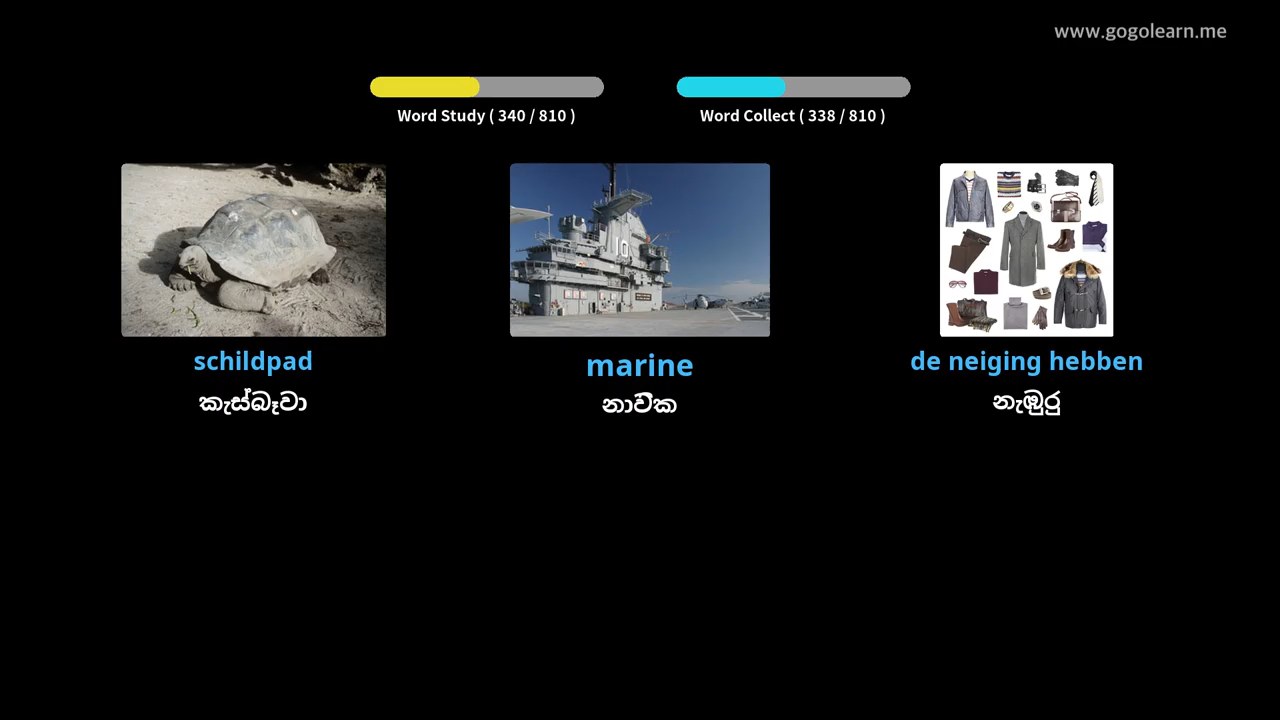 www.gogolearn.me
Word Study ( 340 / 810 )
Word Collect ( 338 / 810 )
schildpad
marine
de neiging hebben
කැස්බෑවා
නාවික
නැඹුරු